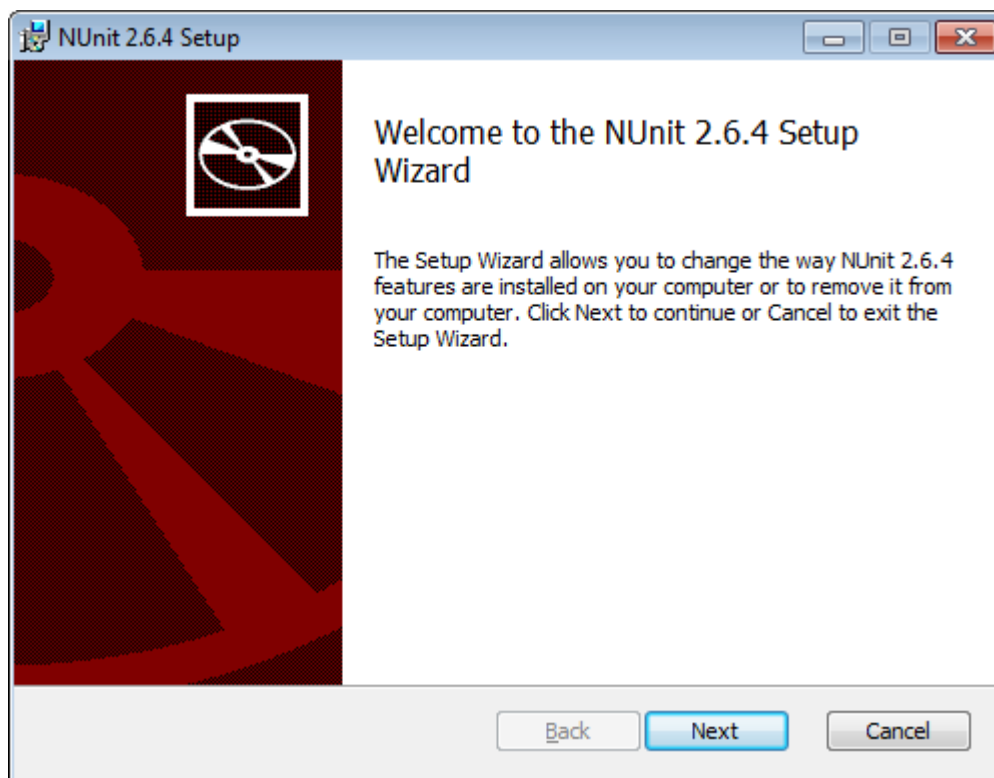 NUnit 2.6.4 Setup
Welcome to the NUnit 2.6.4 Setup
Wizard
The Setup Wizard allows you to change the way NUnit 2.6.4
features are installed on your computer or to remove it from
your computer. Click Next to continue or Cancel to exit the
Setup Wizard.
Back Next Cancel